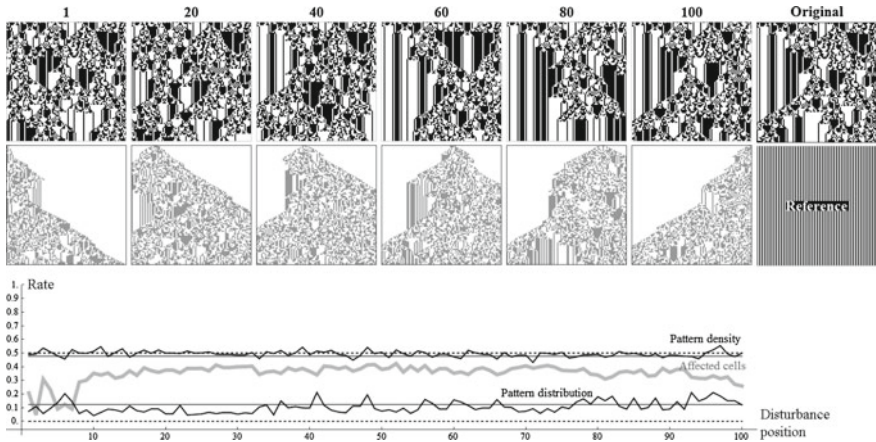 1 20 40 60 80 100 Original
Reference
Rate
1.
0.9
0.8
0.7
0.6
0.5
0.4
0.3
0.2
0.1
0.
Pattern density
Affected cells
Pattern distribution
Disturbance
position
10 20 30 40 50 60 70 80 90 100